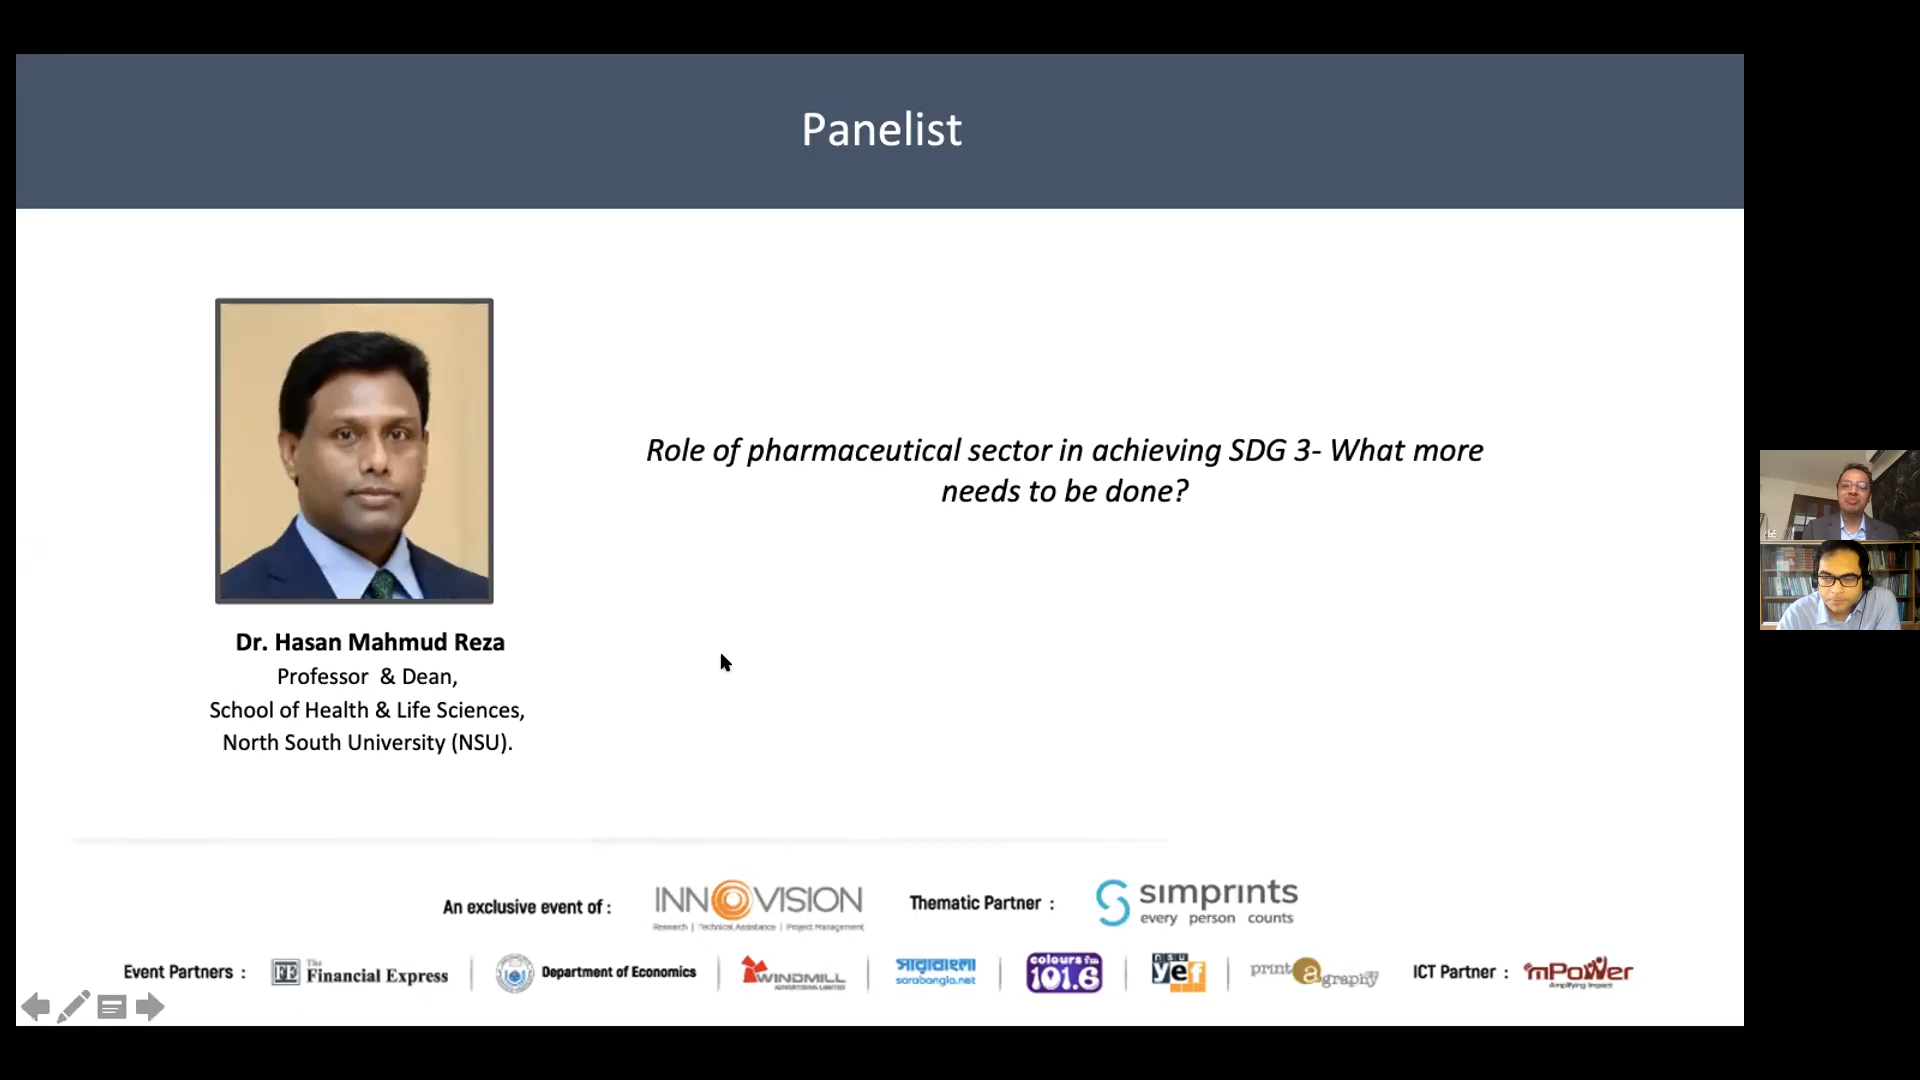 Panelist
Role of pharmaceutical sector in achieving SDG 3- What more
needs to be done?
Dr. Hasan Mahmud Reza
Professor & Dean,
School of Health & Life Sciences,
North South University (NSU).
An exclusive event of :
INNOVISION
Research | Technical Assistance | Project Management
Thematic Partner :
simprints
every person counts
Event Partners :
FE The Financial Express
Department of Economics
WINDMILL
ADVERTISING LIMITED
সারাবাংলা
sarabangla.net
colours fm
101.6
nsu
yef
print a graphy
ICT Partner :
mPower
Amplifying Impact